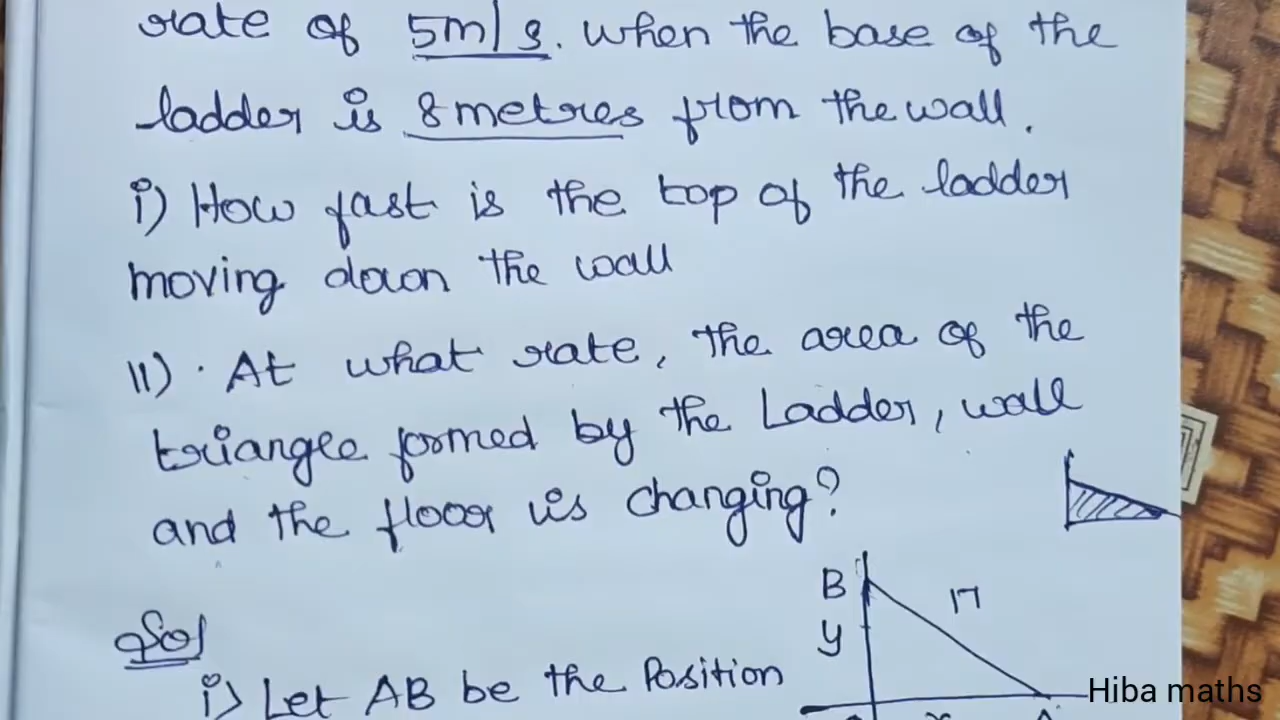 rate of 5m/s. when the base of the
ladder is 8 metres from the wall.
i) How fast is the top of the ladder
moving down the wall
ii) . At what rate, the area of the
triangle formed by the Ladder, wall
and the floor is changing?
B
17
y
Sol
i) Let AB be the Position
Hiba maths